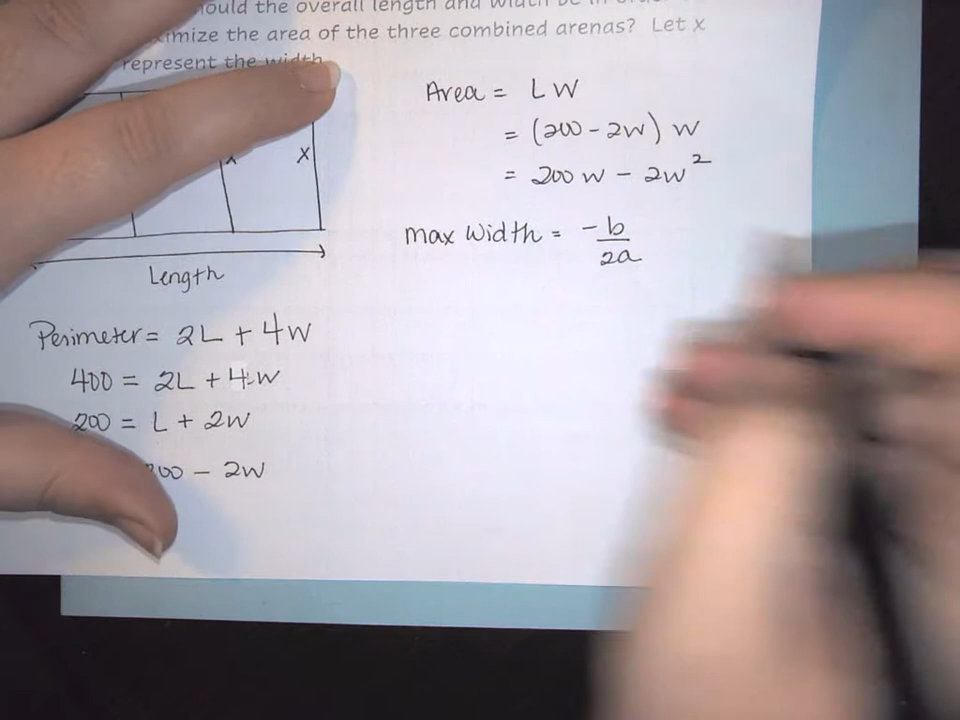 ould the overall length and width be in or
ximize the area of the three combined arenas? Let x
represent the width
x
Length
Perimeter = 2L + 4W
400 = 2L + 4W
200 = L + 2W
200 - 2W
Area = LW
= (200 - 2W) W
= 200W - 2W²
max width = -b/2a